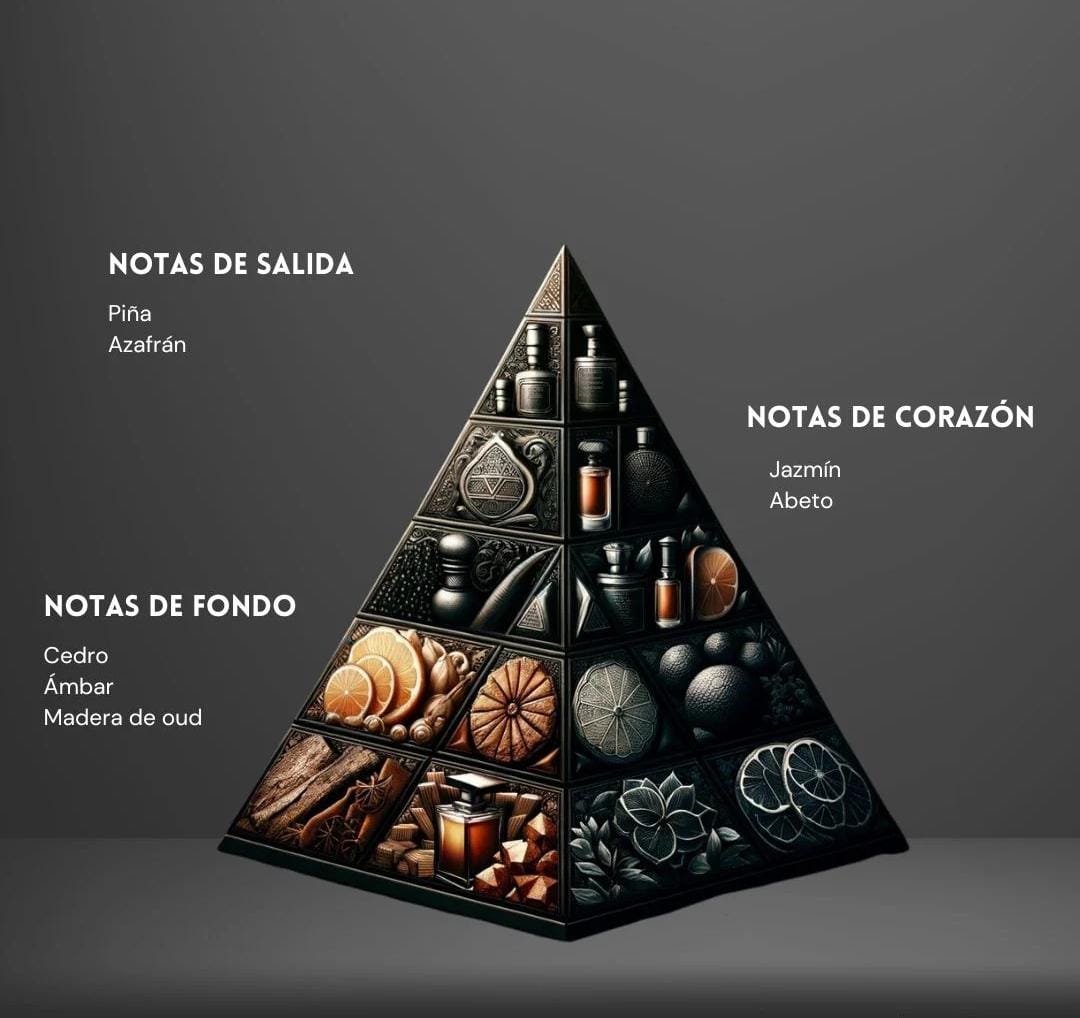 NOTAS DE SALIDA
Piña
Azafrán
NOTAS DE CORAZÓN
Jazmín
Abeto
NOTAS DE FONDO
Cedro
Ámbar
Madera de oud